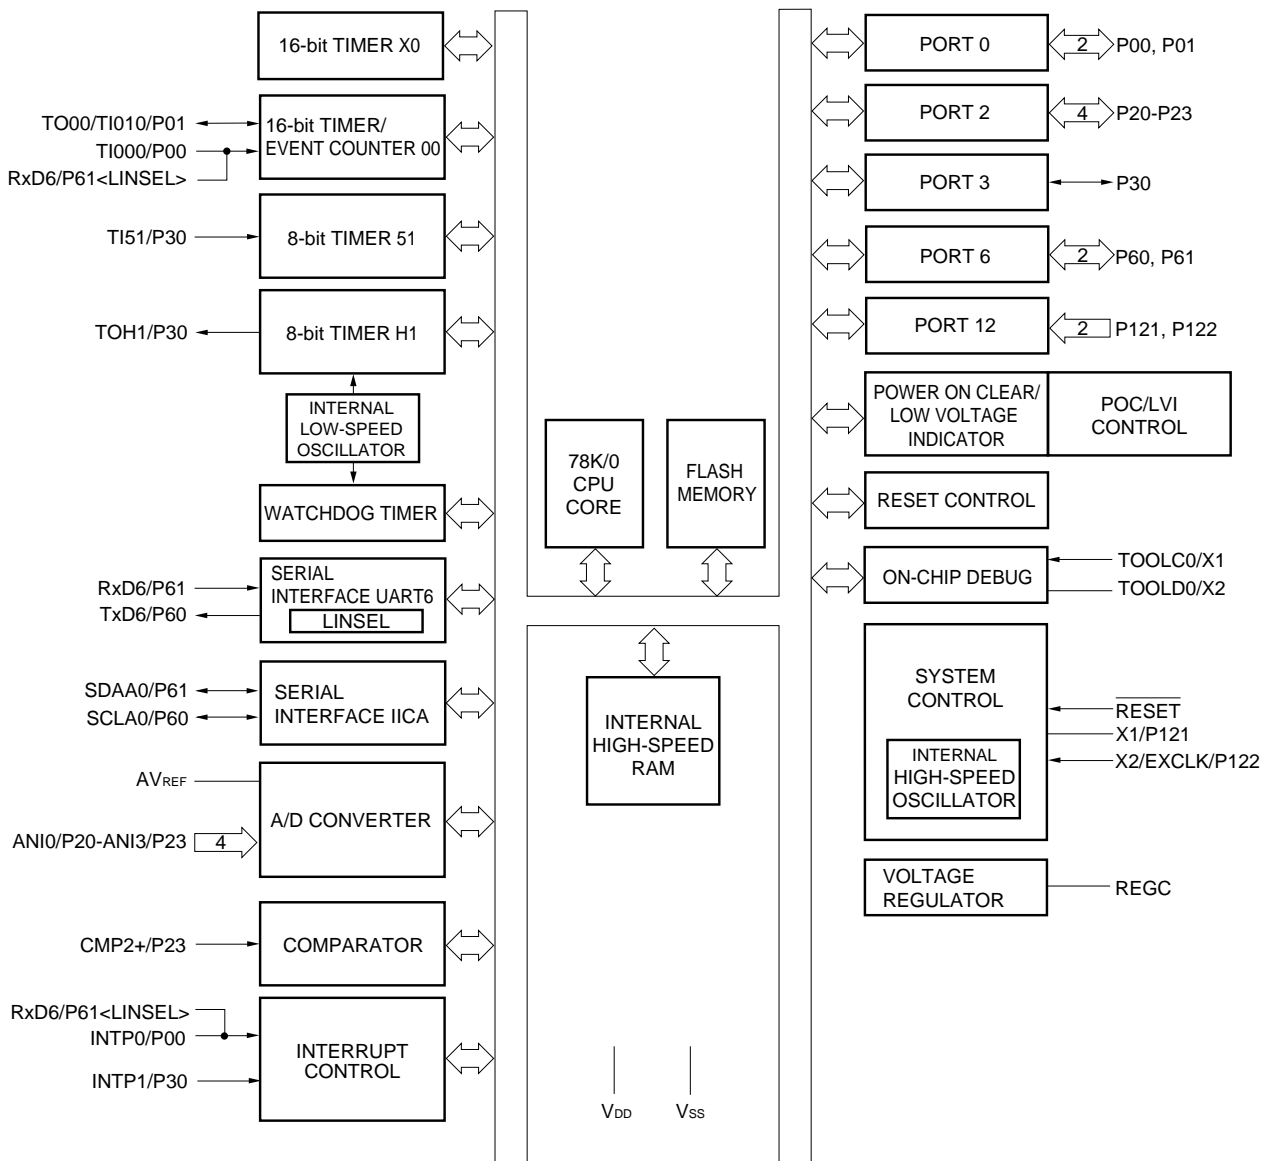 16-bit TIMER X0
TO00/TI010/P01
TI000/P00
RxD6/P61<LINSEL>
16-bit TIMER/
EVENT COUNTER 00
TI51/P30
8-bit TIMER 51
TOH1/P30
8-bit TIMER H1
INTERNAL
LOW-SPEED
OSCILLATOR
WATCHDOG TIMER
RxD6/P61
TxD6/P60
SERIAL
INTERFACE UART6
LINSEL
SDAA0/P61
SCLA0/P60
SERIAL
INTERFACE IICA
AVREF
ANI0/P20-ANI3/P23
4
A/D CONVERTER
CMP2+/P23
COMPARATOR
RxD6/P61<LINSEL>
INTP0/P00
INTP1/P30
INTERRUPT
CONTROL
78K/0
CPU
CORE
FLASH
MEMORY
INTERNAL
HIGH-SPEED
RAM
VDD
VSS
PORT 0
2
P00, P01
PORT 2
4
P20-P23
PORT 3
P30
PORT 6
2
P60, P61
PORT 12
2
P121, P122
POWER ON CLEAR/
LOW VOLTAGE
INDICATOR
POC/LVI
CONTROL
RESET CONTROL
ON-CHIP DEBUG
TOOLC0/X1
TOOLD0/X2
SYSTEM
CONTROL
INTERNAL
HIGH-SPEED
OSCILLATOR
RESET
X1/P121
X2/EXCLK/P122
VOLTAGE
REGULATOR
REGC